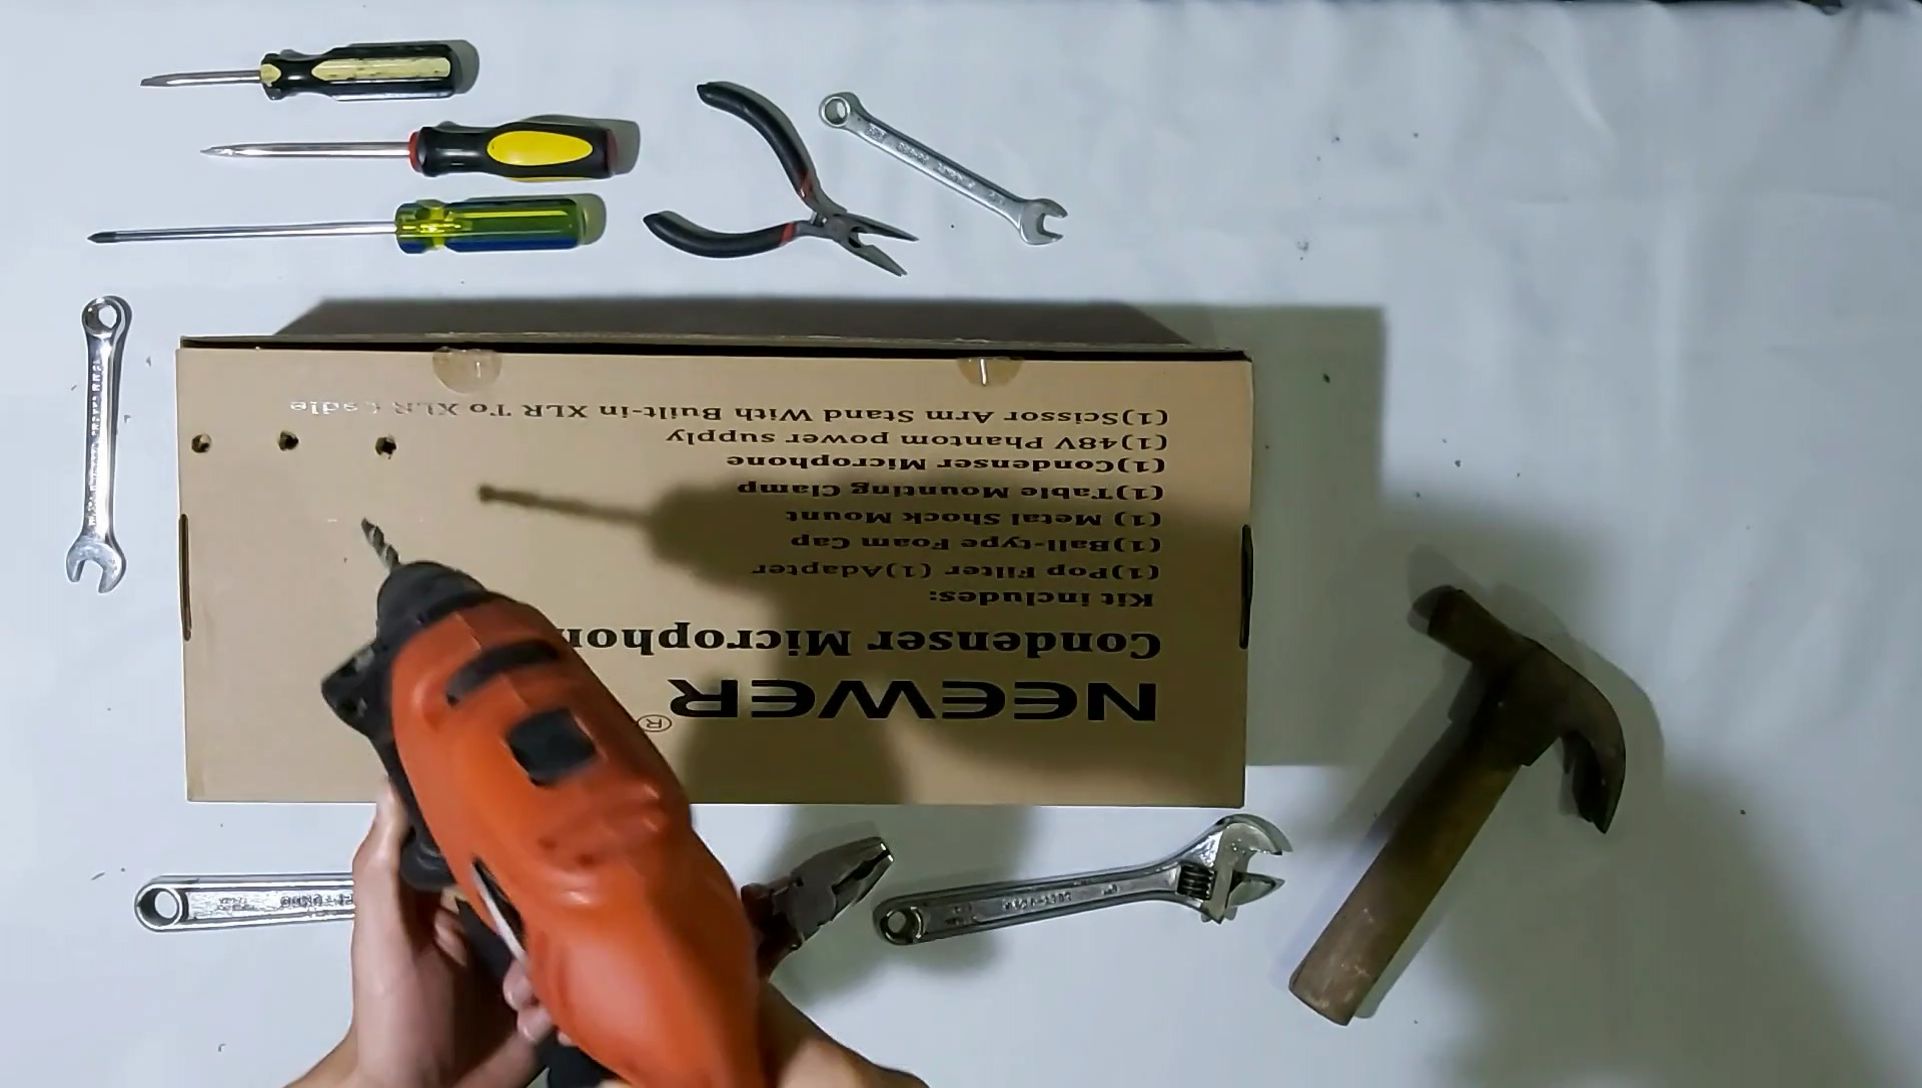 NEEWER®
Condenser Microphon
Kit includes:
(1)Pop Filter (1)Adapter
(1)Ball-type Foam Cap
(1) Metal Shock Mount
(1)Table Mounting Clamp
(1)Condenser Microphone
(1)48V Phantom power supply
(1)Scissor Arm Stand With Built-in XLR To XLR Cable